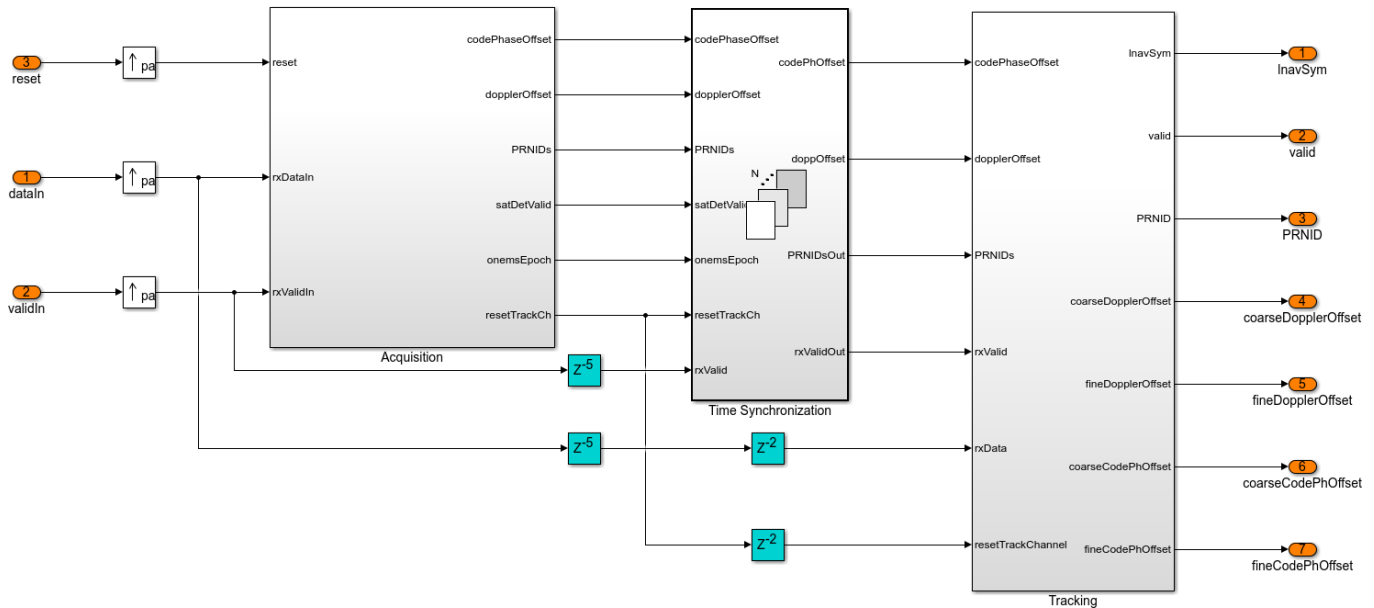 3
reset
↑ pa
1
dataIn
↑ pa
2
validIn
↑ pa
reset
rxDataIn
rxValidIn
codePhaseOffset
dopplerOffset
PRNIDs
satDetValid
onemsEpoch
resetTrackCh
Acquisition
Z-5
Z-5
Z-2
Z-2
codePhaseOffset
dopplerOffset
PRNIDs
satDetValid
onemsEpoch
resetTrackCh
rxValid
N
codePhOffset
doppOffset
PRNIDsOut
rxValidOut
Time Synchronization
codePhaseOffset
dopplerOffset
PRNIDs
rxValid
rxData
resetTrackChannel
lnavSym
valid
PRNID
coarseDopplerOffset
fineDopplerOffset
coarseCodePhOffset
fineCodePhOffset
Tracking
1
lnavSym
2
valid
3
PRNID
4
coarseDopplerOffset
5
fineDopplerOffset
6
coarseCodePhOffset
7
fineCodePhOffset